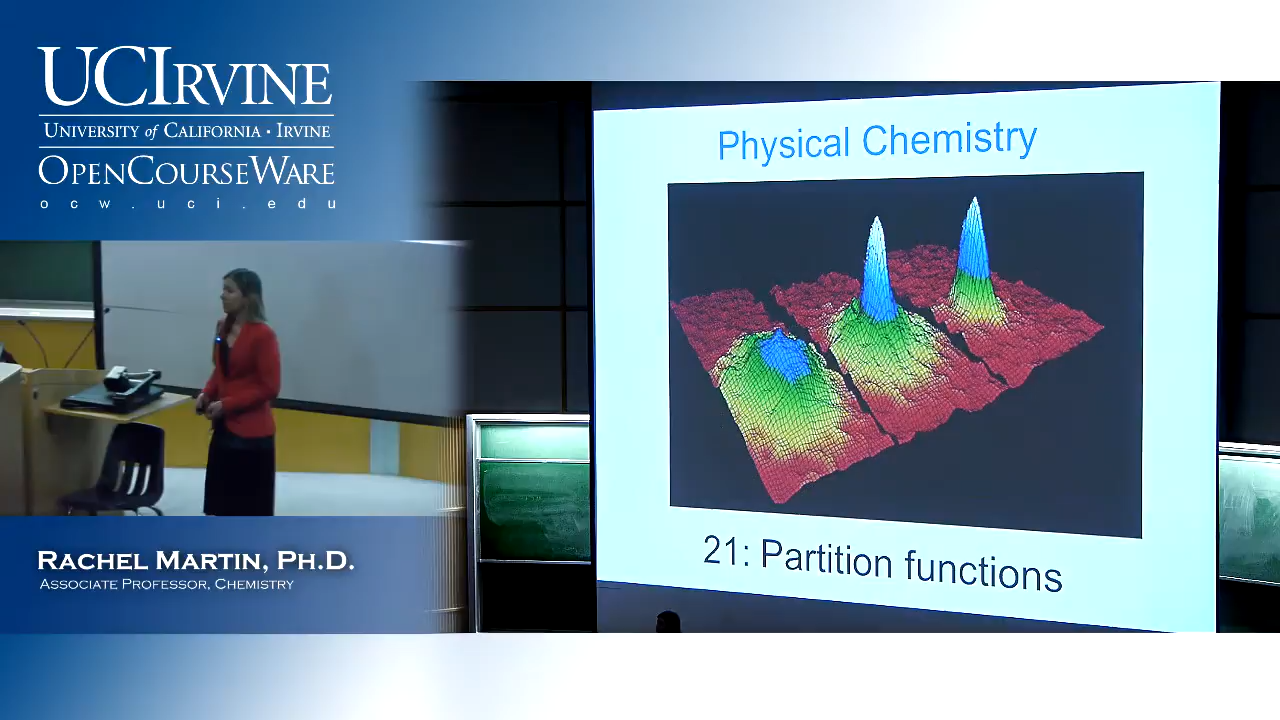 UCIRVINE
UNIVERSITY of CALIFORNIA · IRVINE
OPENCOURSEWARE
ocw.uci.edu
RACHEL MARTIN, PH.D.
ASSOCIATE PROFESSOR, CHEMISTRY
Physical Chemistry
21: Partition functions